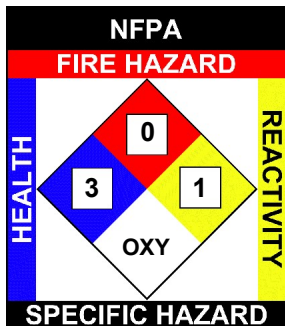 NFPA
FIRE HAZARD
HEALTH
0
3
1
OXY
REACTIVITY
SPECIFIC HAZARD